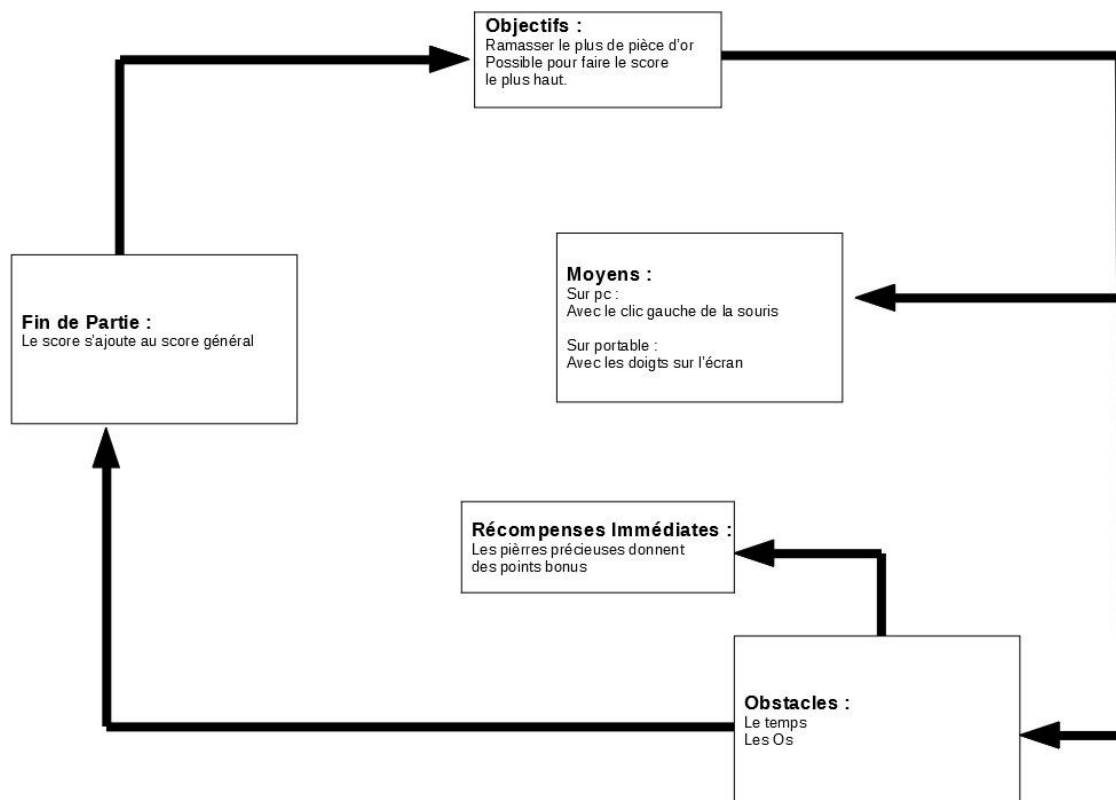 Objectifs :
Ramasser le plus de pièce d'or
Possible pour faire le score
le plus haut.
Moyens :
Sur pc :
Avec le clic gauche de la souris
Sur portable :
Avec les doigts sur l'écran
Fin de Partie :
Le score s'ajoute au score général
Récompenses Immédiates :
Les pièrres précieuses donnent
des points bonus
Obstacles :
Le temps
Les Os